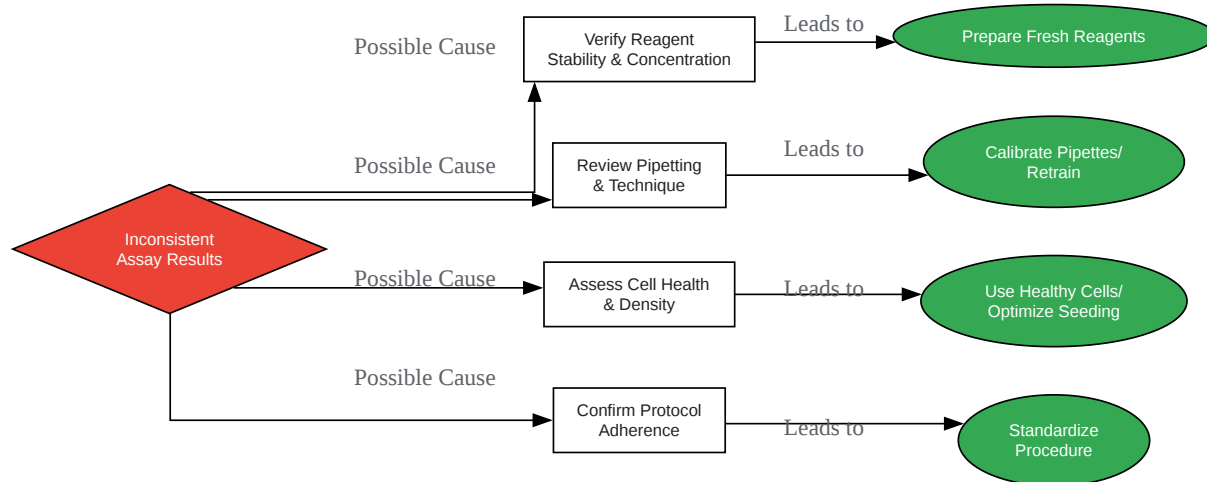 Possible Cause
Verify Reagent
Stability & Concentration
Leads to
Prepare Fresh Reagents
Possible Cause
Review Pipetting
& Technique
Leads to
Calibrate Pipettes/
Retrain
Inconsistent
Assay Results
Possible Cause
Assess Cell Health
& Density
Leads to
Use Healthy Cells/
Optimize Seeding
Possible Cause
Confirm Protocol
Adherence
Leads to
Standardize
Procedure